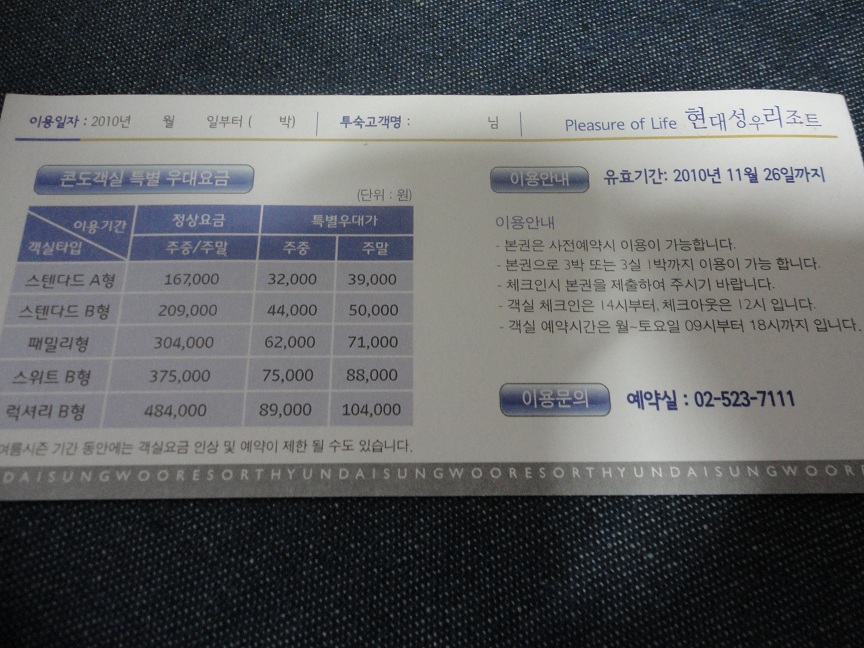 이용일자 : 2010년 월 일부터 ( 박) 투숙고객명 : 님 Pleasure of Life 현대성우리조트
콘도객실 특별 우대요금
(단위 : 원)
이용기간 정상요금 특별우대가
객실타입 주중/주말 주중 주말
스텐다드 A형 167,000 32,000 39,000
스텐다드 B형 209,000 44,000 50,000
패밀리형 304,000 62,000 71,000
스위트 B형 375,000 75,000 88,000
럭셔리 B형 484,000 89,000 104,000
여름시즌 기간 동안에는 객실요금 인상 및 예약이 제한 될 수도 있습니다.
이용안내 유효기간: 2010년 11월 26일까지
이용안내
- 본권은 사전예약시 이용이 가능합니다.
- 본권으로 3박 또는 3실 1박까지 이용이 가능 합니다.
- 체크인시 본권을 제출하여 주시기 바랍니다.
- 객실 체크인은 14시부터, 체크아웃은 12시 입니다.
- 객실 예약시간은 월~토요일 09시부터 18시까지 입니다.
이용문의 예약실 : 02-523-7111
DAISUNGWOORESORTHYUNDAISUNGWOORESORTHYUNDAISUNGWOORE